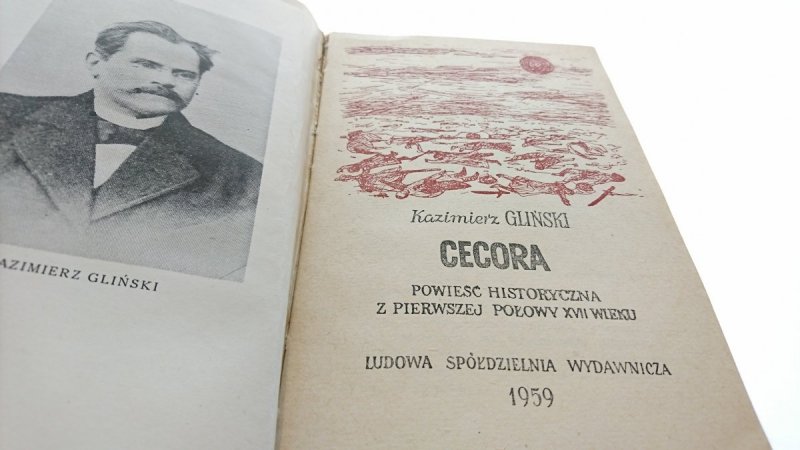 AZIMIERZ GLIŃSKI
Kazimierz GLIŃSKI
CECORA
POWIEŚĆ HISTORYCZNA
Z PIERWSZEJ POŁOWY XVII WIEKU
LUDOWA SPÓŁDZIELNIA WYDAWNICZA
1959